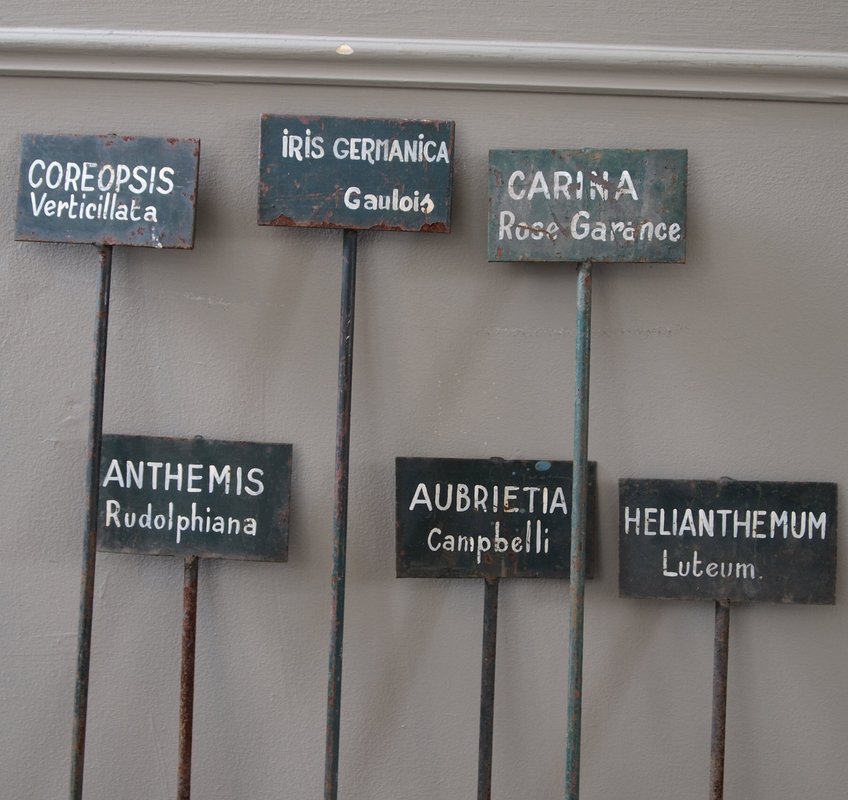 COREOPSIS
Verticillata
IRIS GERMANICA
Gaulois
CARINA
Rose Garance
ANTHEMIS
Rudolphiana
AUBRIETIA
Campbelli
HELIANTHEMUM
Luteum.